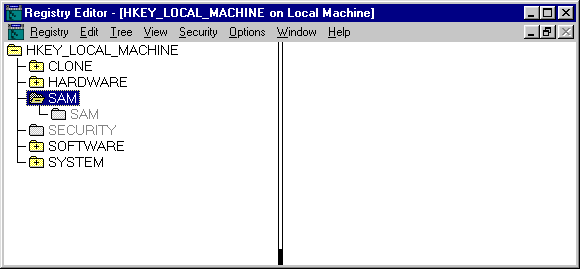 Registry Editor - [HKEY_LOCAL_MACHINE on Local Machine]
Registry Edit Tree View Security Options Window Help
HKEY_LOCAL_MACHINE
CLONE
HARDWARE
SAM
SAM
SECURITY
SOFTWARE
SYSTEM